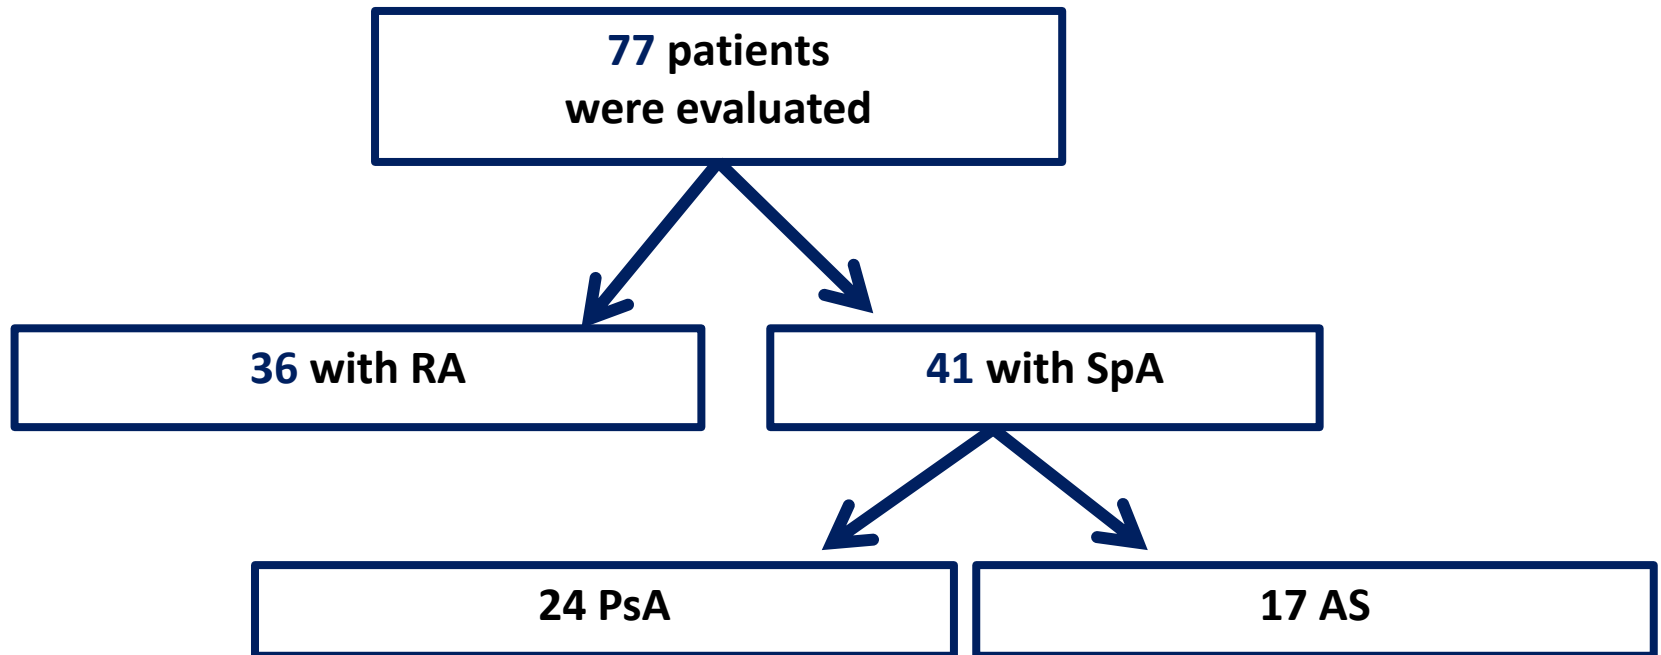 77 patients
were evaluated
36 with RA
41 with SpA
24 PsA
17 AS